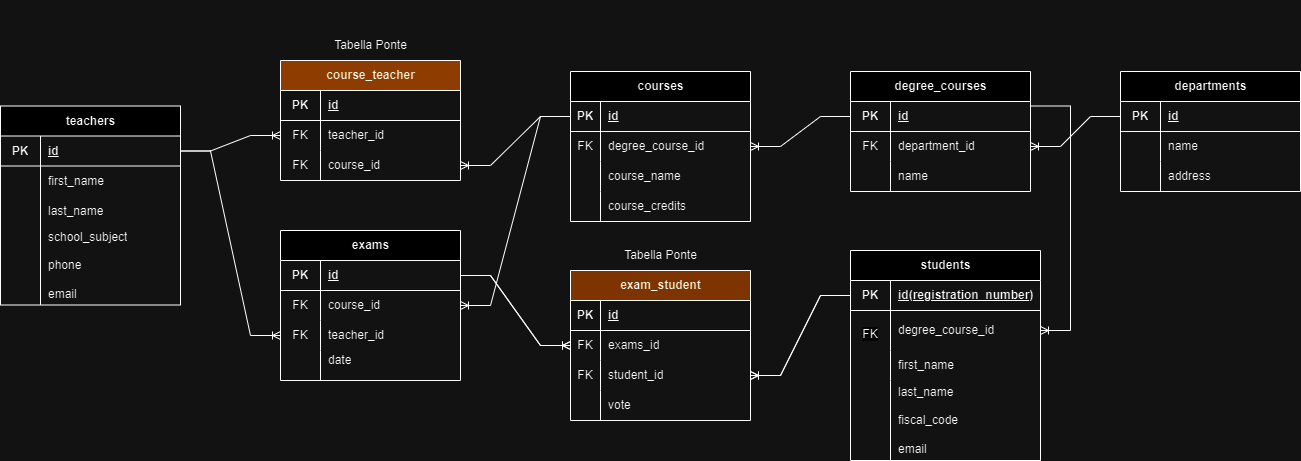 Tabella Ponte
course_teacher
PK id
FK teacher_id
FK course_id
teachers
PK id
first_name
last_name
school_subject
phone
email
exams
PK id
FK course_id
FK teacher_id
date
courses
PK id
FK degree_course_id
course_name
course_credits
Tabella Ponte
exam_student
PK id
FK exams_id
FK student_id
vote
degree_courses
PK id
FK department_id
name
students
PK id(registration_number)
FK degree_course_id
first_name
last_name
fiscal_code
email
departments
PK id
name
address